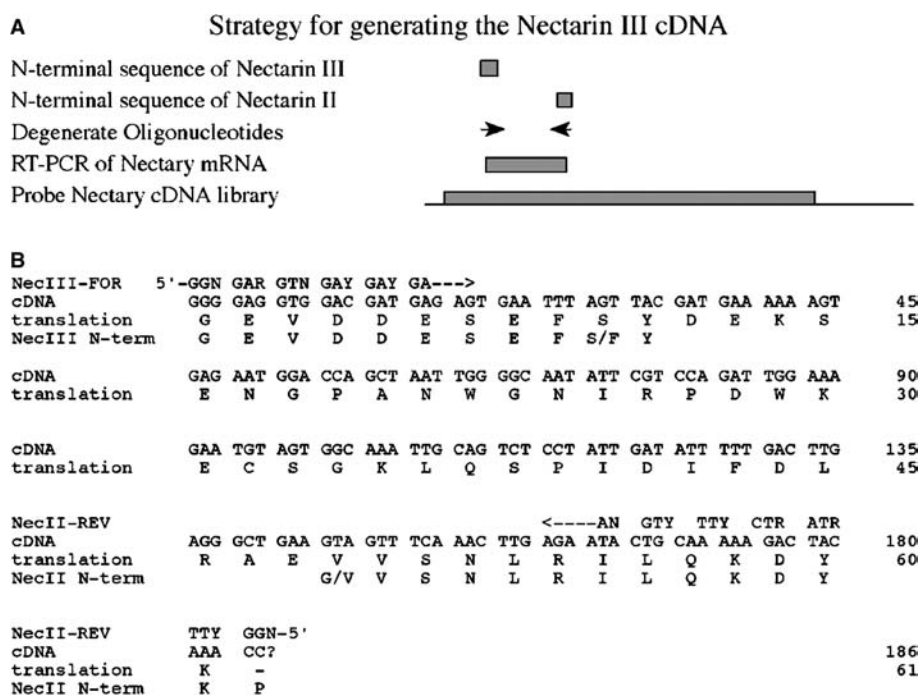 A Strategy for generating the Nectarin III cDNA
N-terminal sequence of Nectarin III
N-terminal sequence of Nectarin II
Degenerate Oligonucleotides
RT-PCR of Nectary mRNA
Probe Nectary cDNA library
B
NecIII-FOR 5'-GGN GAR GTN GAY GAY GA--->
cDNA GGG GAG GTG GAC GAT GAG AGT GAA TTT AGT TAC GAT GAA AAA AGT 45
translation G E V D D E S E F S Y D E K S 15
NecIII N-term G E V D D E S E F S/F Y
cDNA GAG AAT GGA CCA GCT AAT TGG GGC AAT ATT CGT CCA GAT TGG AAA 90
translation E N G P A N W G N I R P D W K 30
cDNA GAA TGT AGT GGC AAA TTG CAG TCT CCT ATT GAT ATT TTT GAC TTG 135
translation E C S G K L Q S P I D I F D L 45
NecII-REV <----AN GTY TTY CTR ATR
cDNA AGG GCT GAA GTA GTT TCA AAC TTG AGA ATA CTG CAA AAA GAC TAC 180
translation R A E V V S N L R I L Q K D Y 60
NecII N-term G/V V S N L R I L Q K D Y
NecII-REV TTY GGN-5'
cDNA AAA CC? 186
translation K - 61
NecII N-term K P